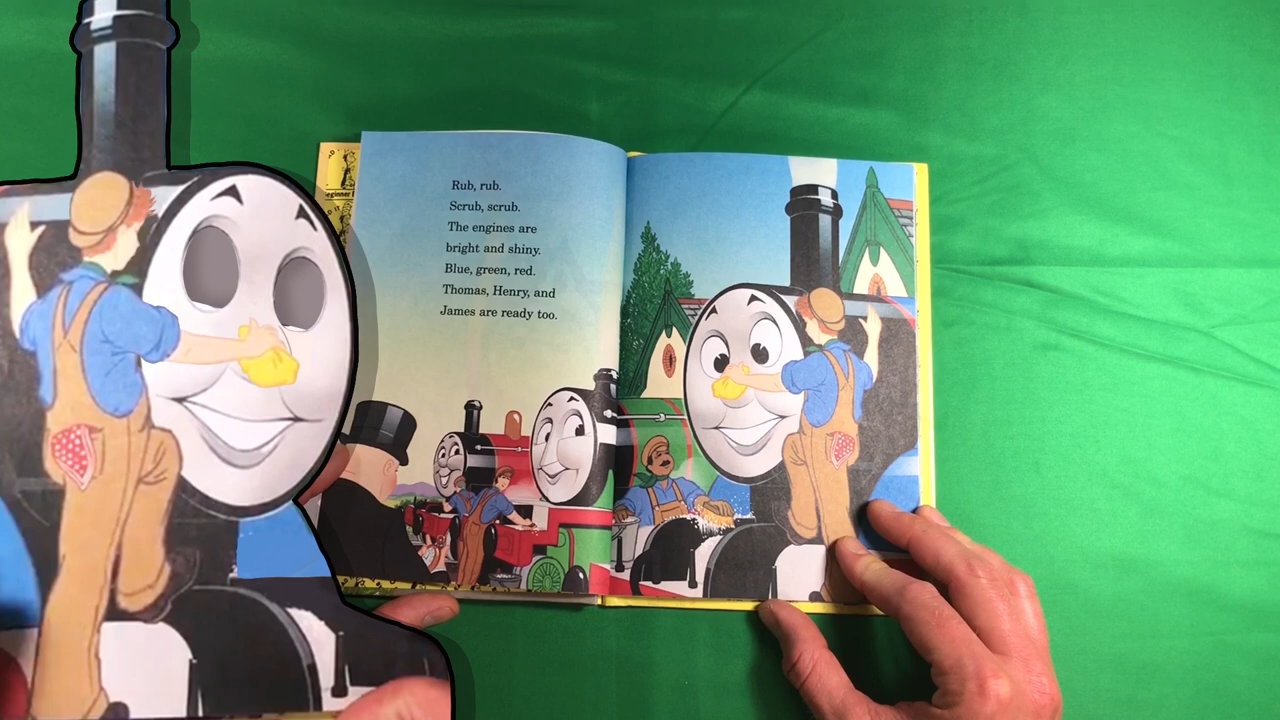 Rub, rub.
Scrub, scrub.
The engines are
bright and shiny.
Blue, green, red.
Thomas, Henry, and
James are ready too.